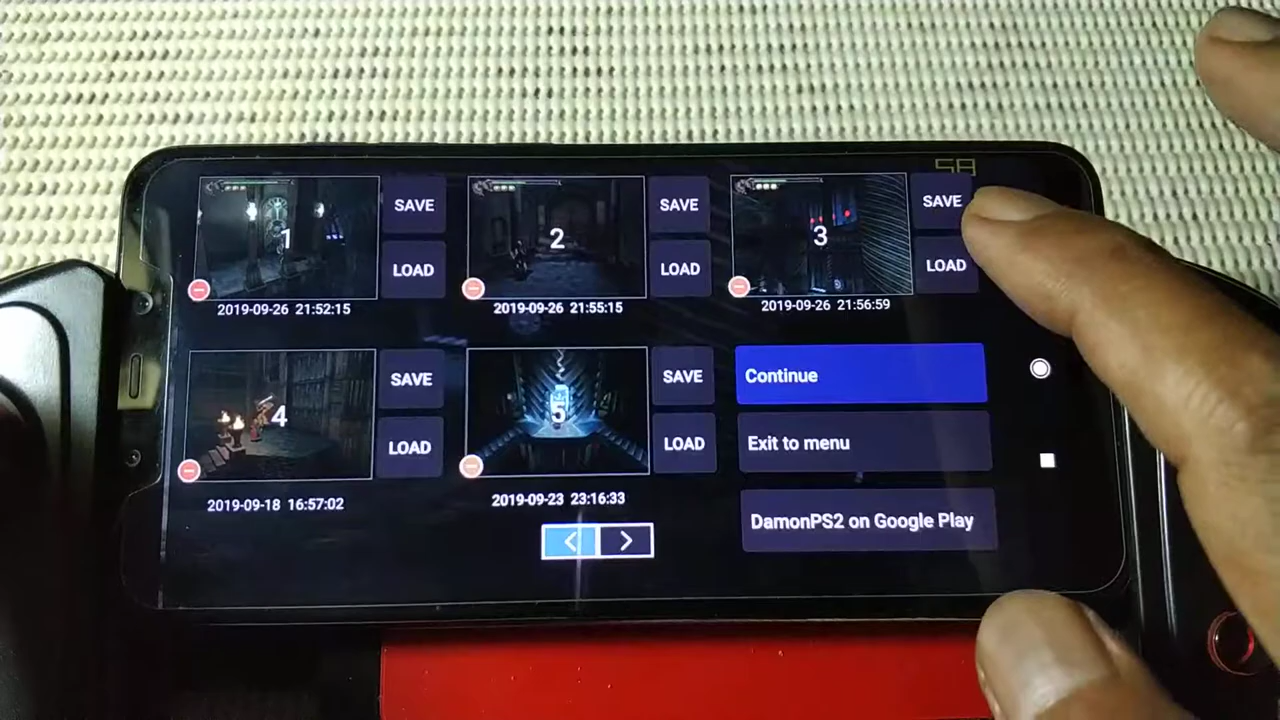 59
1
SAVE
LOAD
2019-09-26 21:52:15
2
SAVE
LOAD
2019-09-26 21:55:15
3
SAVE
LOAD
2019-09-26 21:56:59
4
SAVE
LOAD
2019-09-18 16:57:02
5
SAVE
LOAD
2019-09-23 23:16:33
Continue
Exit to menu
DamonPS2 on Google Play
< >